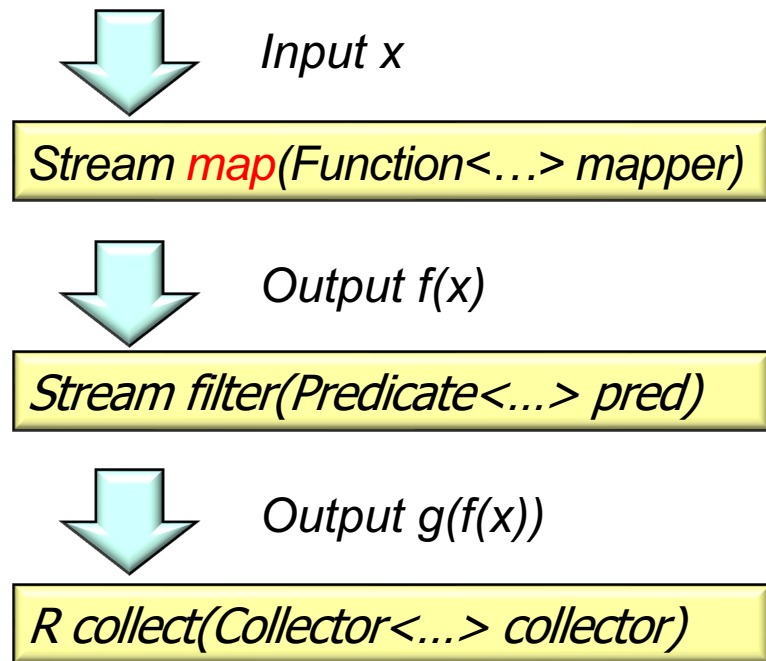 Input x
Stream map(Function<…> mapper)
Output f(x)
Stream filter(Predicate<...> pred)
Output g(f(x))
R collect(Collector<...> collector)